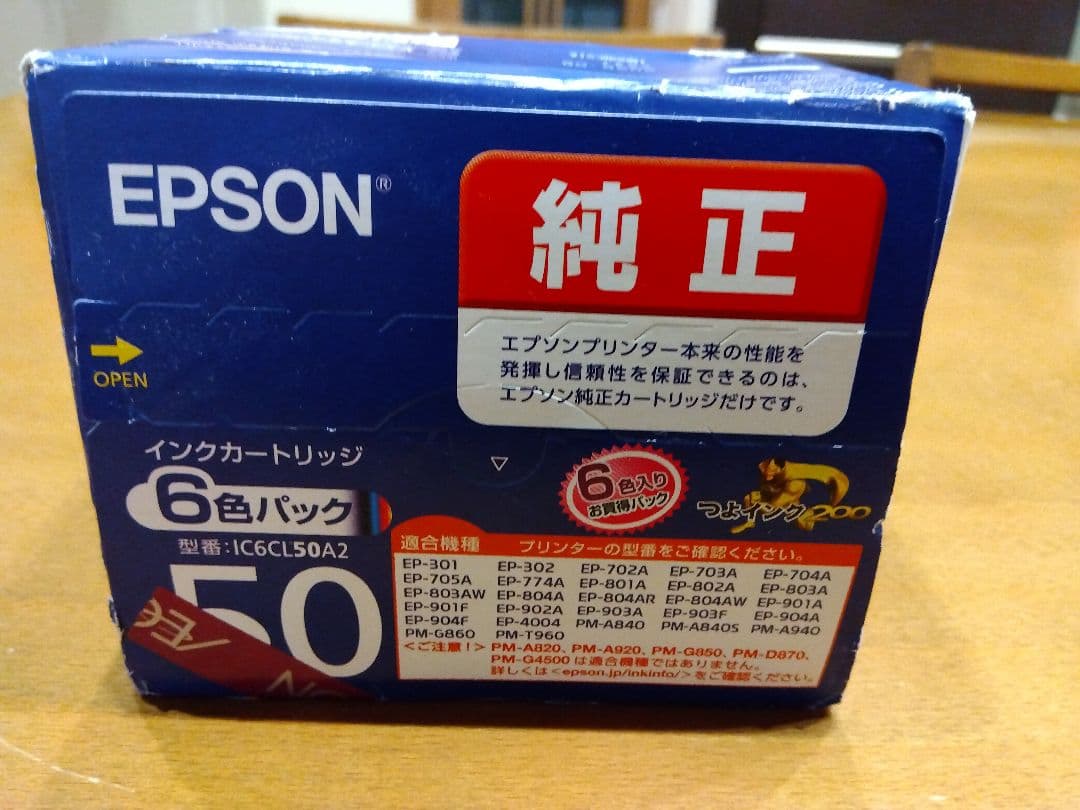 EPSON®
純正
エプソンプリンター本来の性能を
発揮し信頼性を保証できるのは、
エプソン純正カートリッジだけです。
OPEN
インクカートリッジ
6色パック
型番:IC6CL50A2
50
6色入り
お買得パック
つよインク200
適合機種 プリンターの型番をご確認ください。
EP-301 EP-302 EP-702A EP-703A EP-704A
EP-705A EP-774A EP-801A EP-802A EP-803A
EP-803AW EP-804A EP-804AR EP-804AW EP-901A
EP-901F EP-902A EP-903A EP-903F EP-904A
EP-904F EP-4004 PM-A840 PM-A840S PM-A940
PM-G860 PM-T960
<ご注意!> PM-A820、PM-A920、PM-G850、PM-D870、
PM-G4500は適合機種ではありません。
詳しくは<epson.jp/inkinfo/>をご確認ください。